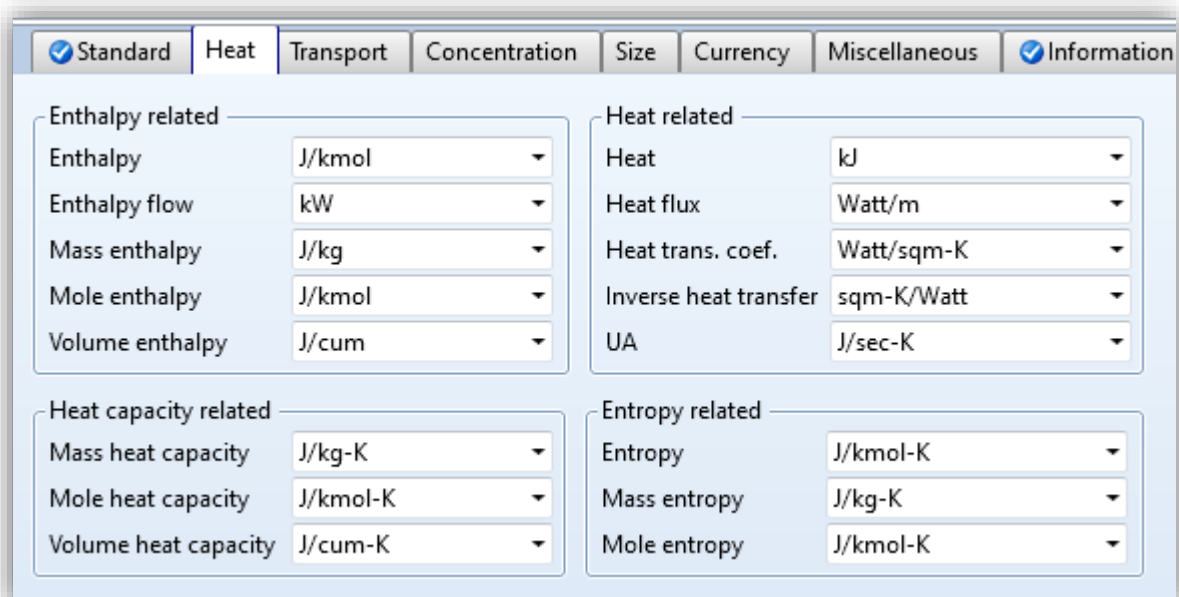 Standard Heat Transport Concentration Size Currency Miscellaneous Information
Enthalpy related
Enthalpy J/kmol
Enthalpy flow kW
Mass enthalpy J/kg
Mole enthalpy J/kmol
Volume enthalpy J/cum
Heat related
Heat kJ
Heat flux Watt/m
Heat trans. coef. Watt/sqm-K
Inverse heat transfer sqm-K/Watt
UA J/sec-K
Heat capacity related
Mass heat capacity J/kg-K
Mole heat capacity J/kmol-K
Volume heat capacity J/cum-K
Entropy related
Entropy J/kmol-K
Mass entropy J/kg-K
Mole entropy J/kmol-K